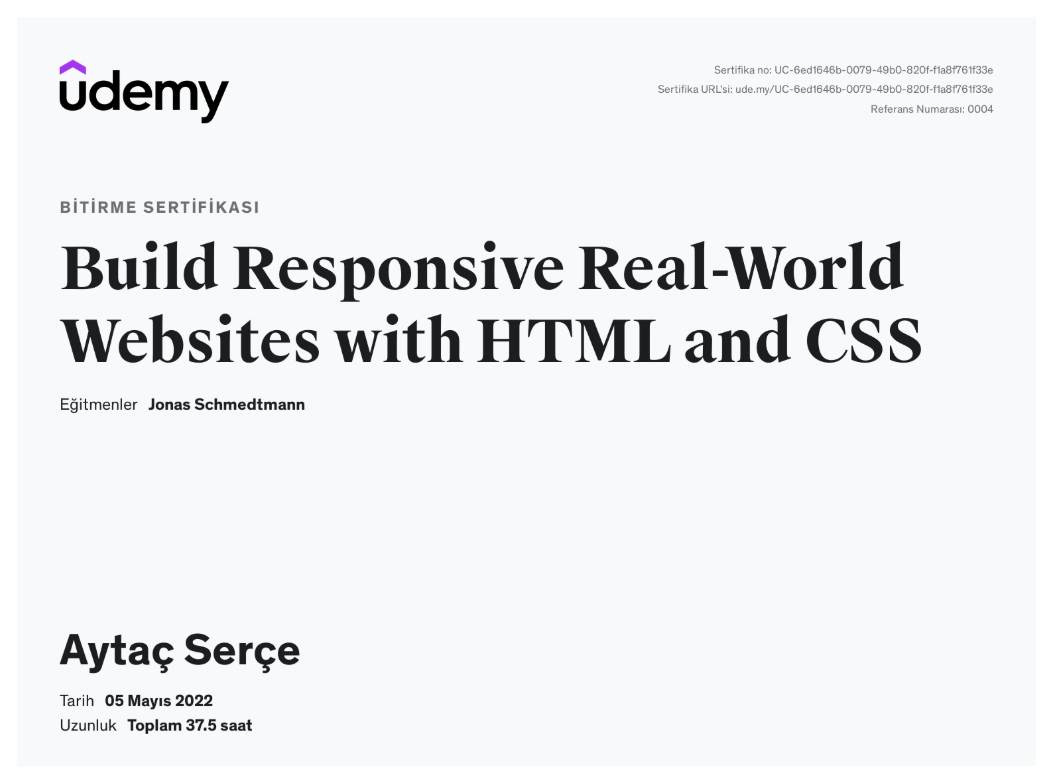 udemy
Sertifika no: UC-6ed1646b-0079-49b0-820f-f1a8f761f33e
Sertifika URL'si: ude.my/UC-6ed1646b-0079-49b0-820f-f1a8f761f33e
Referans Numarası: 0004
BİTİRME SERTİFİKASI
Build Responsive Real-World
Websites with HTML and CSS
Eğitmenler Jonas Schmedtmann
Aytaç Serçe
Tarih 05 Mayıs 2022
Uzunluk Toplam 37.5 saat